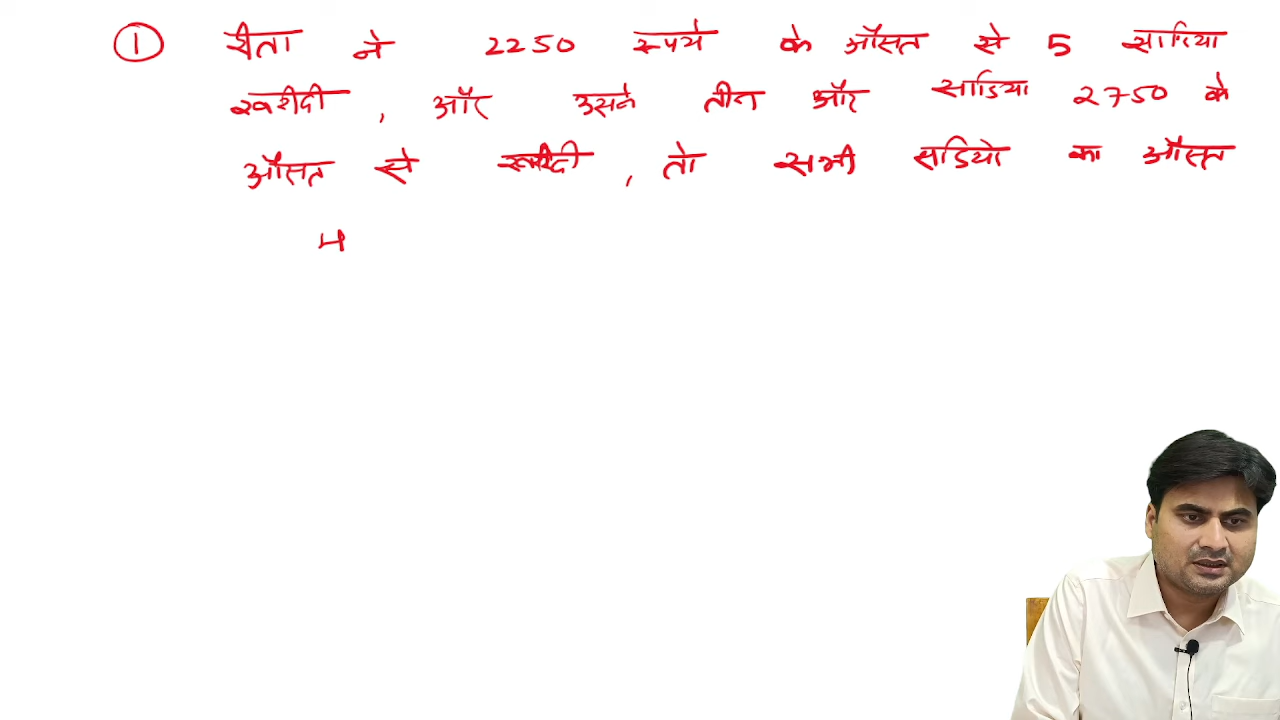 ① रीता ने 2250 रूपये के औसत से 5 साडिया
खरीदी , और उसने तीन और साडिया 2750 के
औसत से खरीदी , तो सभी सडियो का औसत